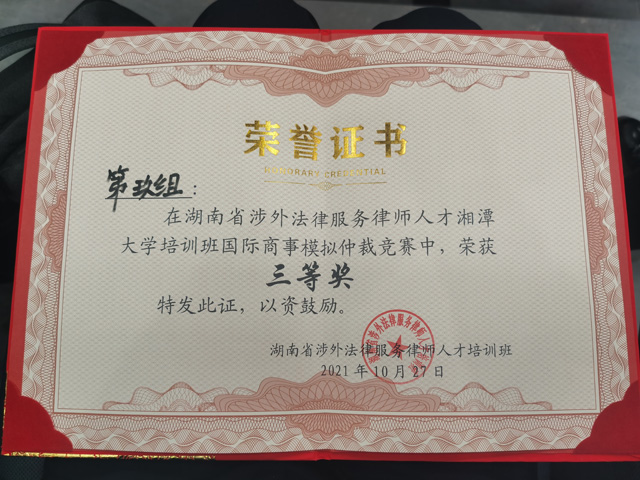 荣誉证书
HONORARY CREDENTIAL
第玖组：
在湖南省涉外法律服务律师人才湘潭
大学培训班国际商事模拟仲裁竞赛中，荣获
三等奖
特发此证，以资鼓励。
湖南省涉外法律服务律师人才培训班
2021年10月27日